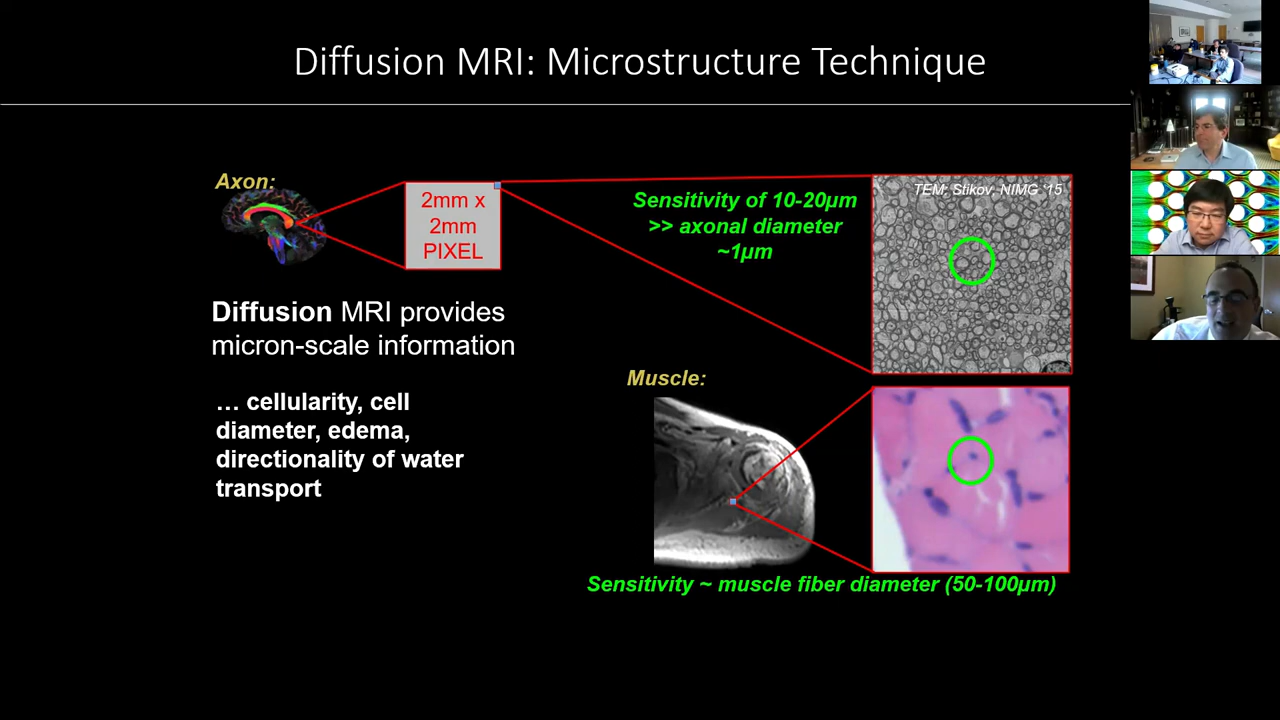 Diffusion MRI: Microstructure Technique
Axon:
2mm x
2mm
PIXEL
Sensitivity of 10-20µm
>> axonal diameter
~1µm
TEM: Stikov, NIMG '15
Diffusion MRI provides
micron-scale information
… cellularity, cell
diameter, edema,
directionality of water
transport
Muscle:
Sensitivity ~ muscle fiber diameter (50-100µm)